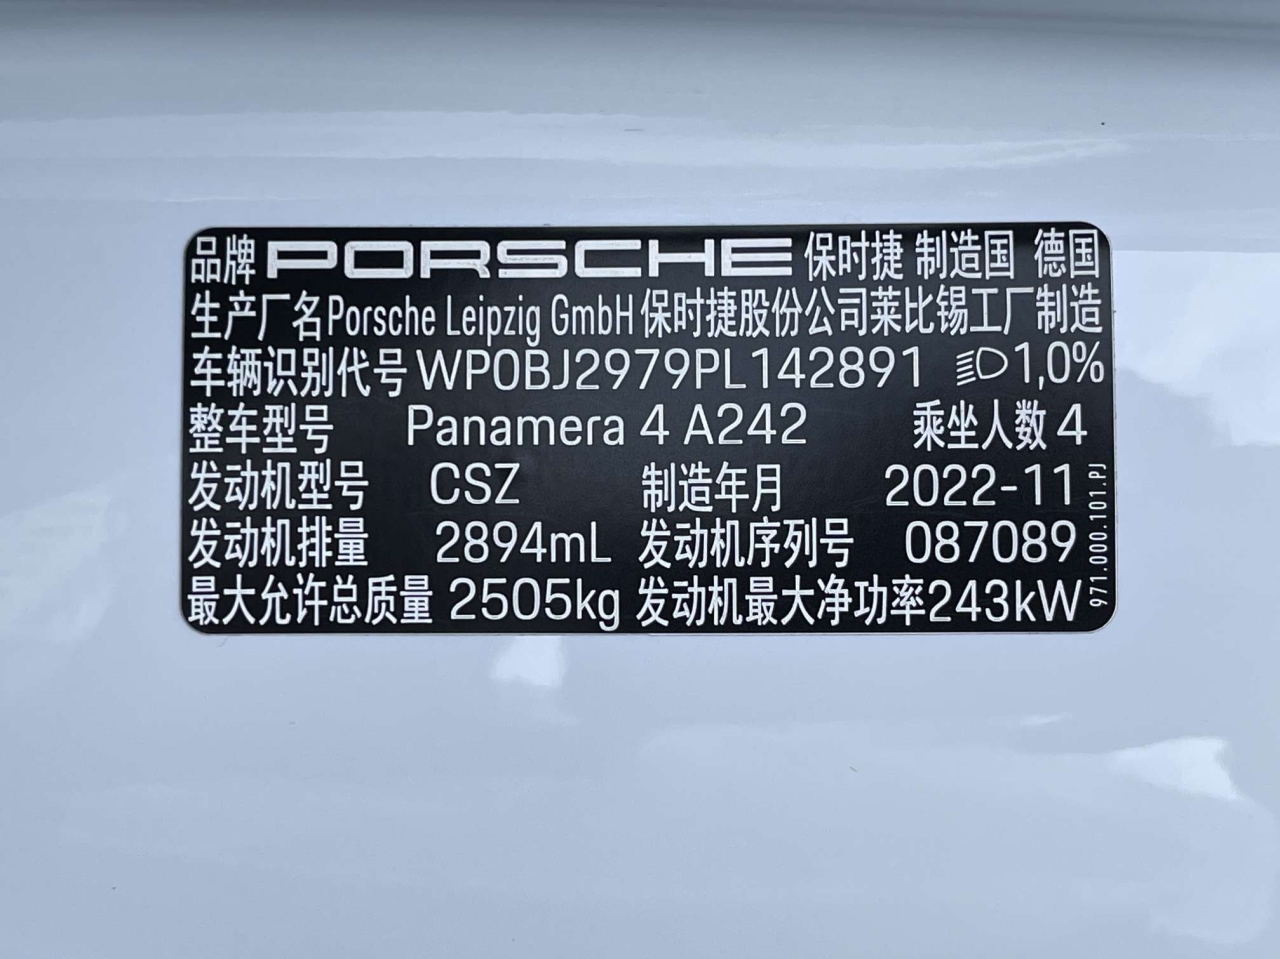 品牌 PORSCHE 保时捷 制造国 德国
生产厂名Porsche Leipzig GmbH 保时捷股份公司莱比锡工厂制造
车辆识别代号 WP0BJ2979PL142891 1,0%
整车型号 Panamera 4 A242 乘坐人数 4
发动机型号 CSZ 制造年月 2022-11
发动机排量 2894mL 发动机序列号 087089
最大允许总质量 2505kg 发动机最大净功率243kW
971.000.101.PJ